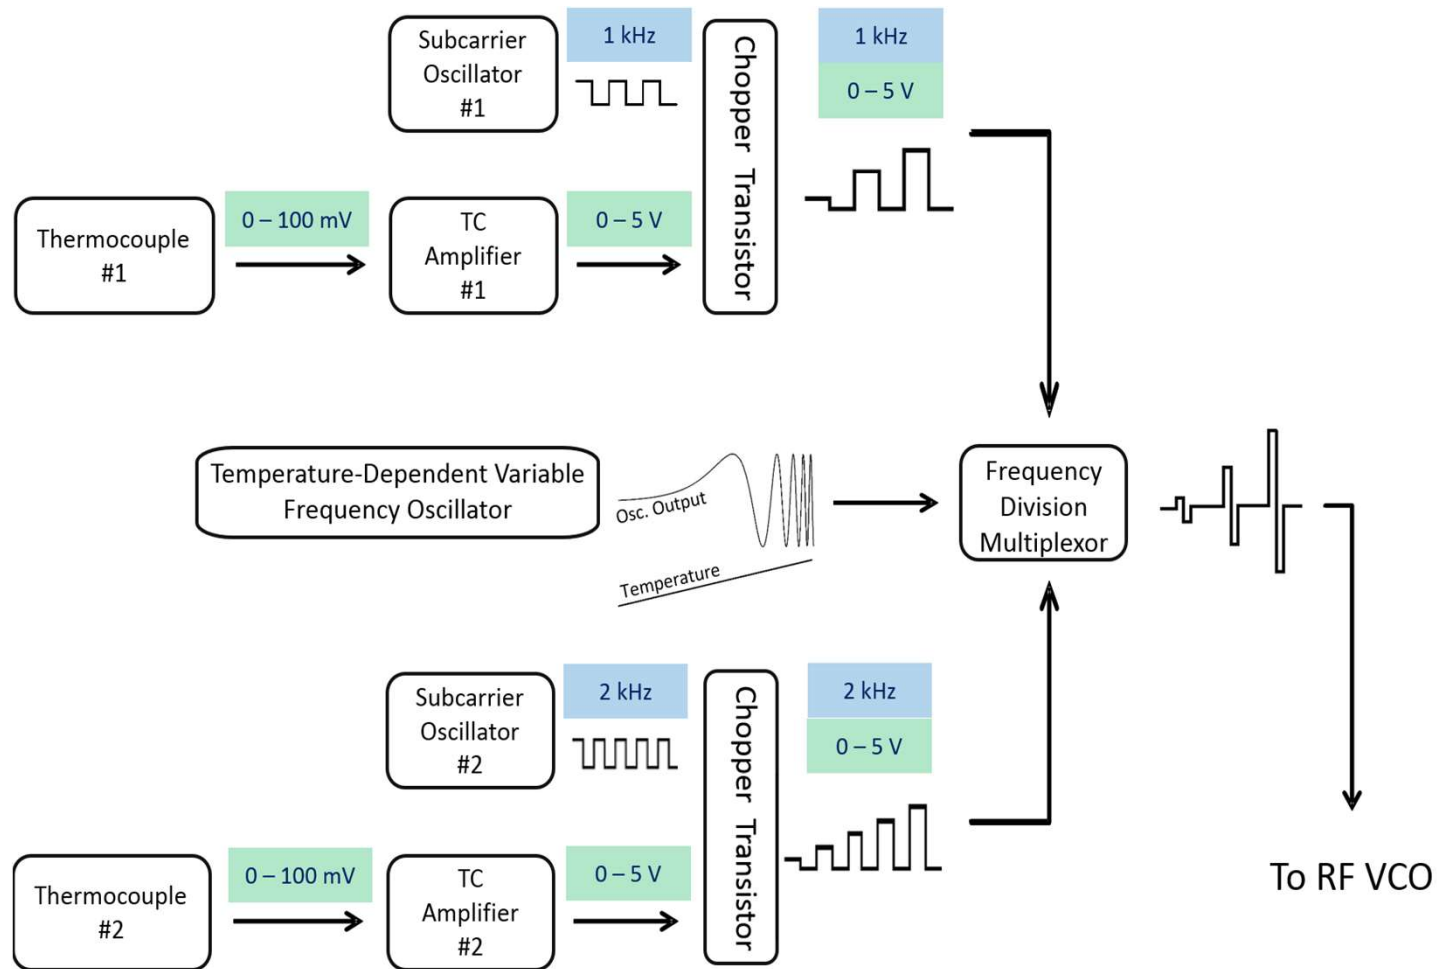 Subcarrier
Oscillator
#1
1 kHz
Chopper Transistor
1 kHz
0 – 5 V
Thermocouple
#1
0 – 100 mV
TC
Amplifier
#1
0 – 5 V
Temperature-Dependent Variable
Frequency Oscillator
Osc. Output
Temperature
Frequency
Division
Multiplexor
Subcarrier
Oscillator
#2
2 kHz
Chopper Transistor
2 kHz
0 – 5 V
Thermocouple
#2
0 – 100 mV
TC
Amplifier
#2
0 – 5 V
To RF VCO